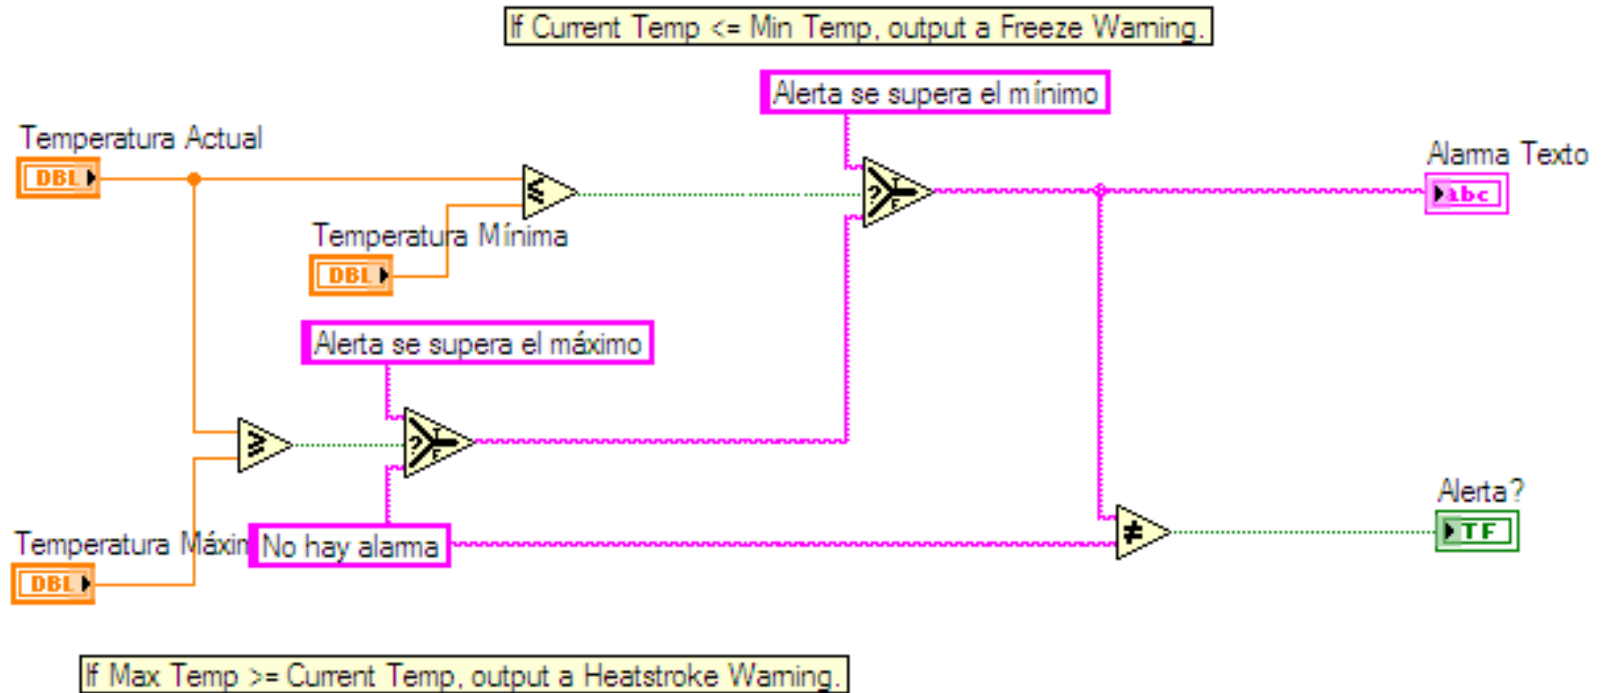 If Current Temp <= Min Temp, output a Freeze Warning.
Alerta se supera el mínimo
Temperatura Actual
DBL
Alarma Texto
abc
≤
?
T
F
Temperatura Mínima
DBL
Alerta se supera el máximo
≥
?
T
F
Alerta?
≠
TF
Temperatura Máxin
No hay alarma
DBL
If Max Temp >= Current Temp, output a Heatstroke Warning.